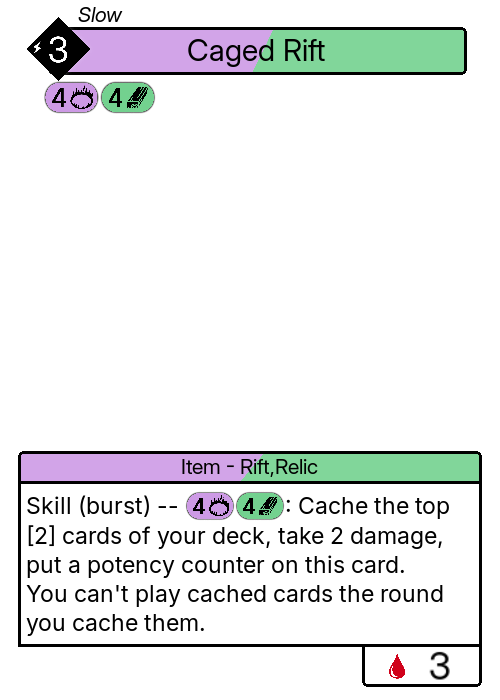 Slow
3 Caged Rift
4 4
Item - Rift,Relic
Skill (burst) -- 4 4 : Cache the top
[2] cards of your deck, take 2 damage,
put a potency counter on this card.
You can't play cached cards the round
you cache them.
3